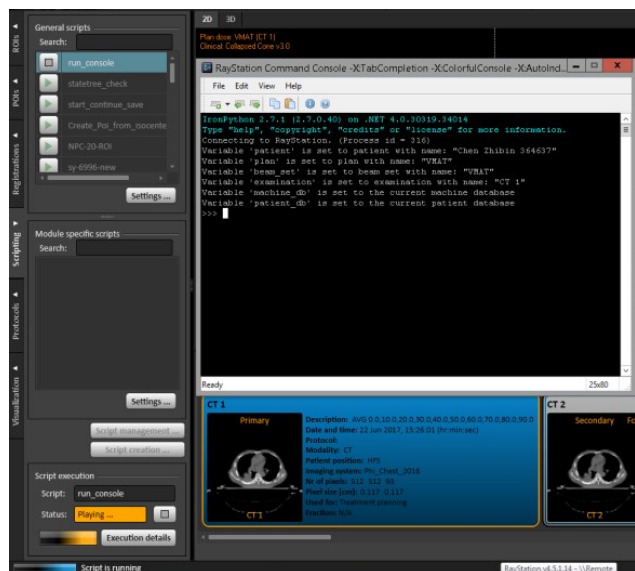 ROIs
POIs
Registrations
Scripting
Protocols
Visualization
General scripts
Search:
run_console
statetree_check
start_continue_save
Create_Poi_from_isocente
NPC-20-ROI
sy-6996-new
Settings ...
Module specific scripts
Search:
Settings ...
Script management ...
Script creation ...
Script execution
Script: run_console
Status: Playing ...
Execution details
Script is running
2D 3D
Plan dose: VMAT (CT 1)
Clinical: Collapsed Cone v3.0
RayStation Command Console -X:TabCompletion -X:ColorfulConsole -X:AutoInd...
File Edit View Help
IronPython 2.7.1 (2.7.0.40) on .NET 4.0.30319.34014
Type "help", "copyright", "credits" or "license" for more information.
Connecting to RayStation. (Process id = 316)
Variable 'patient' is set to patient with name: "Chen Zhibin 364637"
Variable 'plan' is set to plan with name: "VMAT"
Variable 'beam_set' is set to beam set with name: "VMAT"
Variable 'examination' is set to examination with name: "CT 1"
Variable 'machine_db' is set to the current machine database
Variable 'patient_db' is set to the current patient database
>>>
Ready 25x80
CT 1
Primary
CT 1
Description: AVG 0.0,10.0,20.0,30.0,40.0,50.0,60.0,70.0,80.0,90.0
Date and time: 22 Jun 2017, 15:26:01 (hr:min:sec)
Protocol:
Modality: CT
Patient position: HFS
Imaging system: Phi_Chest_2016
Nr of pixels: 512 512 93
Pixel size [cm]: 0.117 0.117
Used for: Treatment planning
Fraction: N/A
CT 2
Secondary
CT 2
RayStation v4.5.1.14 - \\Remote